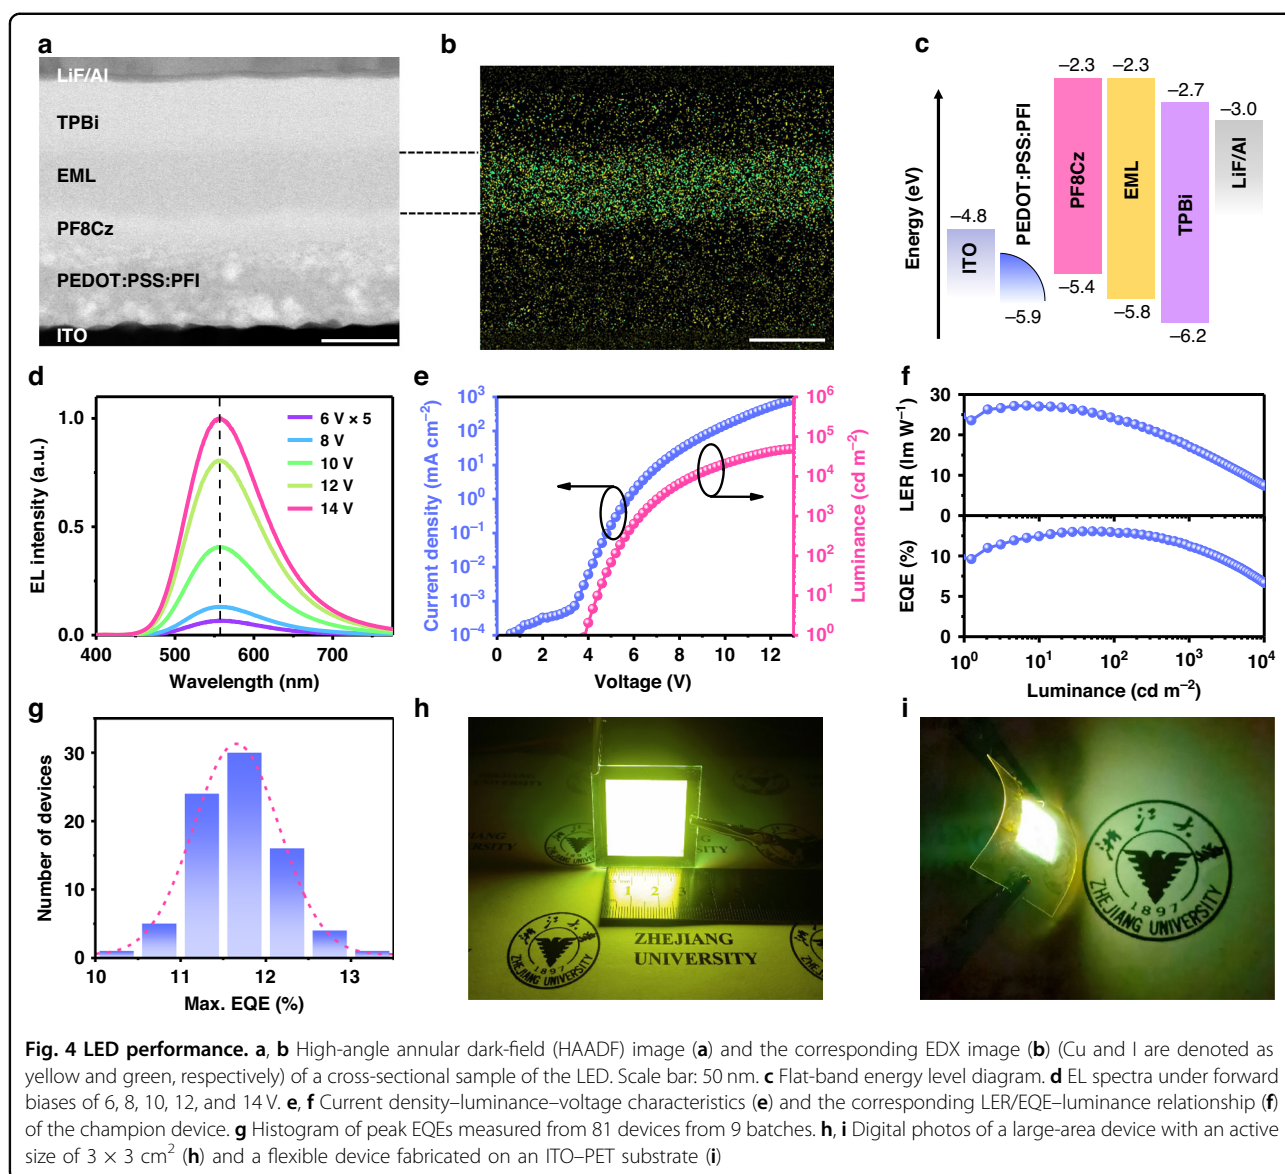 a
LiF/Al
TPBi
EML
PF8Cz
PEDOT:PSS:PFI
ITO
b
c
Energy (eV)
−4.8
ITO
PEDOT:PSS:PFI
−5.9
−2.3
PF8Cz
−5.4
−2.3
EML
−5.8
−2.7
TPBi
−6.2
−3.0
LiF/Al
d
EL intensity (a.u.)
1.0
0.5
0.0
6 V × 5
8 V
10 V
12 V
14 V
400 500 600 700
Wavelength (nm)
e
Current density (mA cm⁻²)
10³
10²
10¹
10⁰
10⁻¹
10⁻²
10⁻³
10⁻⁴
0 2 4 6 8 10 12
Voltage (V)
10⁶
10⁵
10⁴
10³
10²
10¹
10⁰
Luminance (cd m⁻²)
f
LER (lm W⁻¹)
30
20
10
0
EQE (%)
10
5
0
10⁰ 10¹ 10² 10³ 10⁴
Luminance (cd m⁻²)
g
Number of devices
30
20
10
0
10 11 12 13
Max. EQE (%)
h
ZHEJIANG
UNIVERSITY
1 2 3
1897
ZHEJIANG UNIVERSITY
ZHEJIANG
UNIVERSITY
i
浙江大學
1897
ZHEJIANG UNIVERSITY
Fig. 4 LED performance. a, b High-angle annular dark-field (HAADF) image (a) and the corresponding EDX image (b) (Cu and I are denoted as
yellow and green, respectively) of a cross-sectional sample of the LED. Scale bar: 50 nm. c Flat-band energy level diagram. d EL spectra under forward
biases of 6, 8, 10, 12, and 14 V. e, f Current density–luminance–voltage characteristics (e) and the corresponding LER/EQE–luminance relationship (f)
of the champion device. g Histogram of peak EQEs measured from 81 devices from 9 batches. h, i Digital photos of a large-area device with an active
size of 3 × 3 cm² (h) and a flexible device fabricated on an ITO–PET substrate (i)